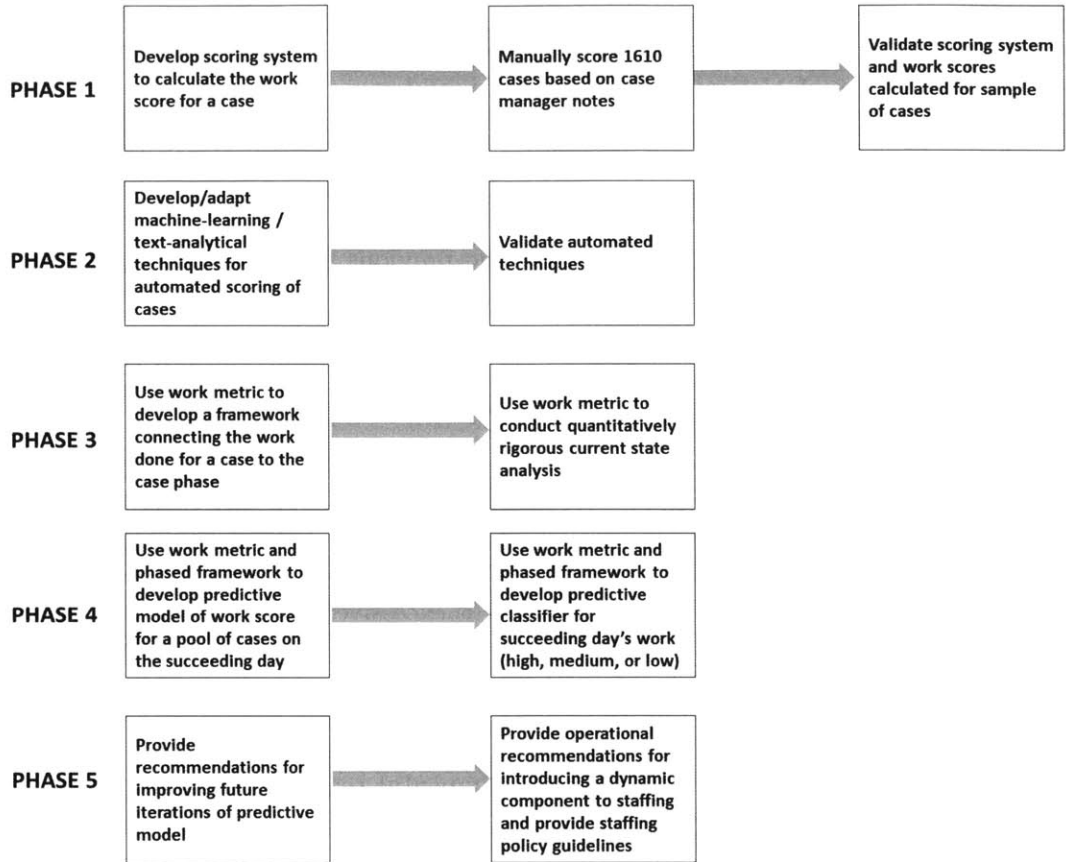 PHASE 1
Develop scoring system
to calculate the work
score for a case
Manually score 1610
cases based on case
manager notes
Validate scoring system
and work scores
calculated for sample
of cases
PHASE 2
Develop/adapt
machine-learning /
text-analytical
techniques for
automated scoring of
cases
Validate automated
techniques
PHASE 3
Use work metric to
develop a framework
connecting the work
done for a case to the
case phase
Use work metric to
conduct quantitatively
rigorous current state
analysis
PHASE 4
Use work metric and
phased framework to
develop predictive
model of work score
for a pool of cases on
the succeeding day
Use work metric and
phased framework to
develop predictive
classifier for
succeeding day's work
(high, medium, or low)
PHASE 5
Provide
recommendations for
improving future
iterations of predictive
model
Provide operational
recommendations for
introducing a dynamic
component to staffing
and provide staffing
policy guidelines